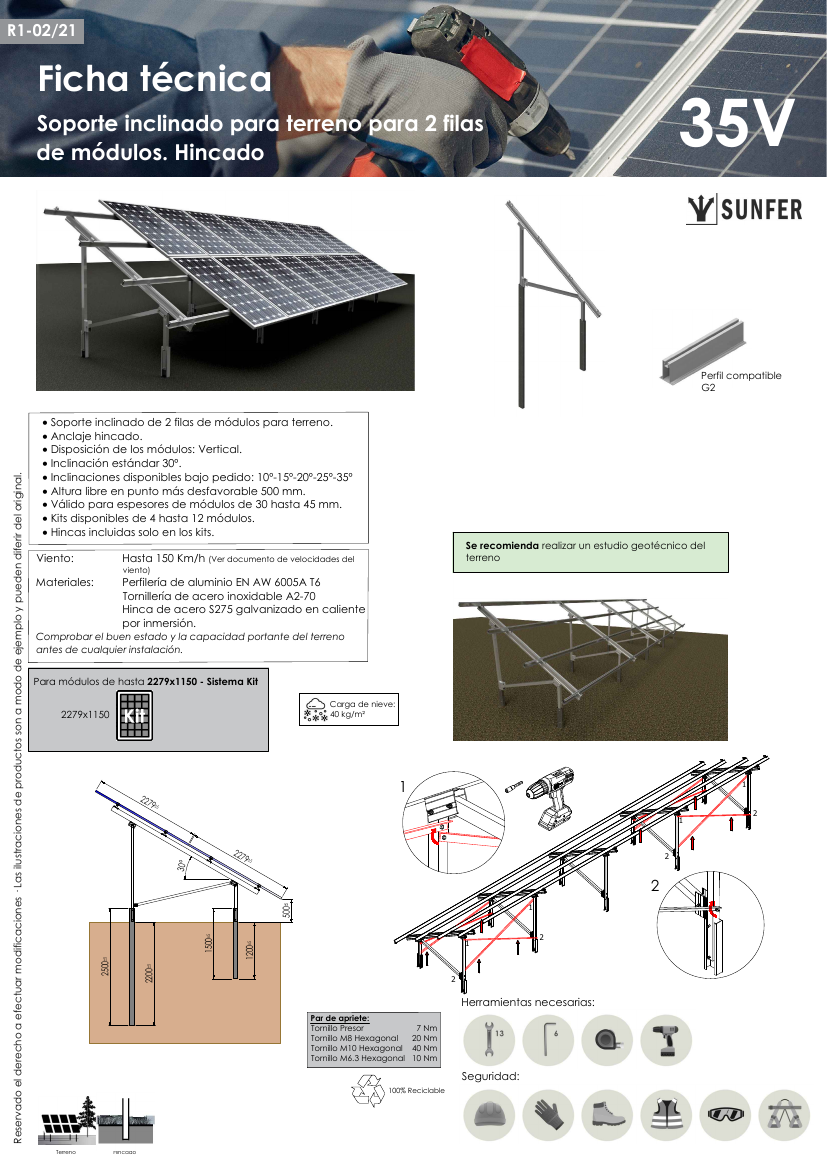 R1-02/21
Ficha técnica
Soporte inclinado para terreno para 2 filas
de módulos. Hincado
35V
SUNFER
Perfil compatible
G2
• Soporte inclinado de 2 filas de módulos para terreno.
• Anclaje hincado.
• Disposición de los módulos: Vertical.
• Inclinación estándar 30º.
• Inclinaciones disponibles bajo pedido: 10º-15º-20º-25º-35º
• Altura libre en punto más desfavorable 500 mm.
• Válido para espesores de módulos de 30 hasta 45 mm.
• Kits disponibles de 4 hasta 12 módulos.
• Hincas incluidas solo en los kits.
Se recomienda realizar un estudio geotécnico del
terreno
Viento: Hasta 150 Km/h (Ver documento de velocidades del
viento)
Materiales: Perfilería de aluminio EN AW 6005A T6
Tornillería de acero inoxidable A2-70
Hinca de acero S275 galvanizado en caliente
por inmersión.
Comprobar el buen estado y la capacidad portante del terreno
antes de cualquier instalación.
Para módulos de hasta 2279x1150 - Sistema Kit
2279x1150
Kit
Carga de nieve:
40 kg/m²
Reservado el derecho a efectuar modificaciones · Las ilustraciones de productos son a modo de ejemplo y pueden diferir del original.
2279
2279
30°
500
2500
2200
1500
1200
1
1
2
2
1
2
1
2
2
Par de apriete:
Tornillo Presor 7 Nm
Tornillo M8 Hexagonal 20 Nm
Tornillo M10 Hexagonal 40 Nm
Tornillo M6.3 Hexagonal 10 Nm
100% Reciclable
Herramientas necesarias:
13
6
Seguridad:
Terreno
Hincado